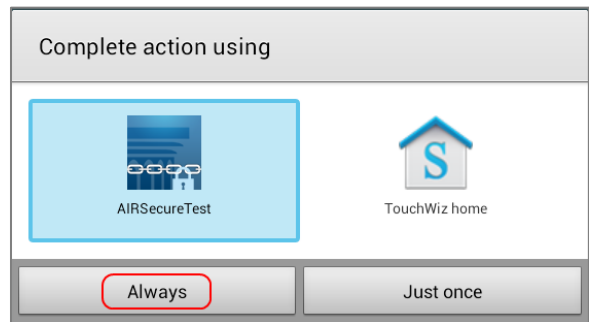 Complete action using
S
AIRSecureTest
TouchWiz home
Always
Just once